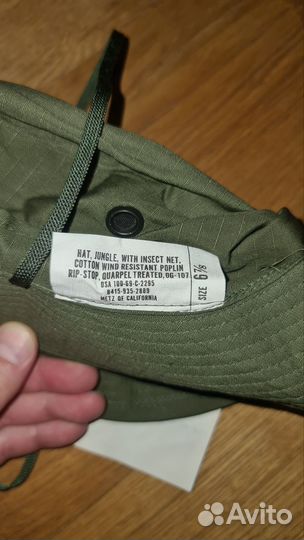 HAT, JUNGLE, WITH INSECT NET,
COTTON WIND RESISTANT POPLIN
RIP-STOP, QUARPEL TREATED, OG-107
DSA 100-69-C-2295
8415-935-2889
METZ OF CALIFORNIA
SIZE 6 7/8
Avito